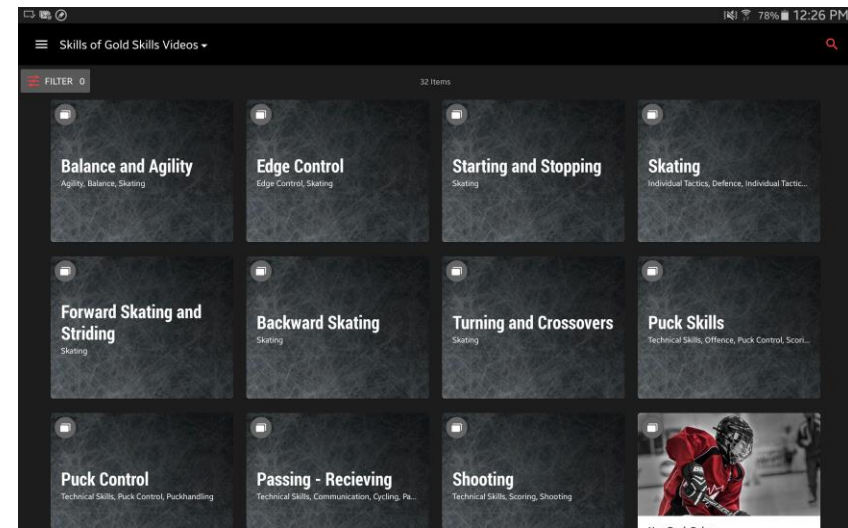 78% 12:26 PM
Skills of Gold Skills Videos
FILTER 0
32 Items
Balance and Agility
Agility, Balance, Skating
Edge Control
Edge Control, Skating
Starting and Stopping
Skating
Skating
Individual Tactics, Defence, Individual Tactic...
Forward Skating and
Striding
Skating
Backward Skating
Skating
Turning and Crossovers
Skating
Puck Skills
Technical Skills, Offence, Puck Control, Scori...
Puck Control
Technical Skills, Puck Control, Puckhandling
Passing - Recieving
Technical Skills, Communication, Cycling, Pa...
Shooting
Technical Skills, Scoring, Shooting